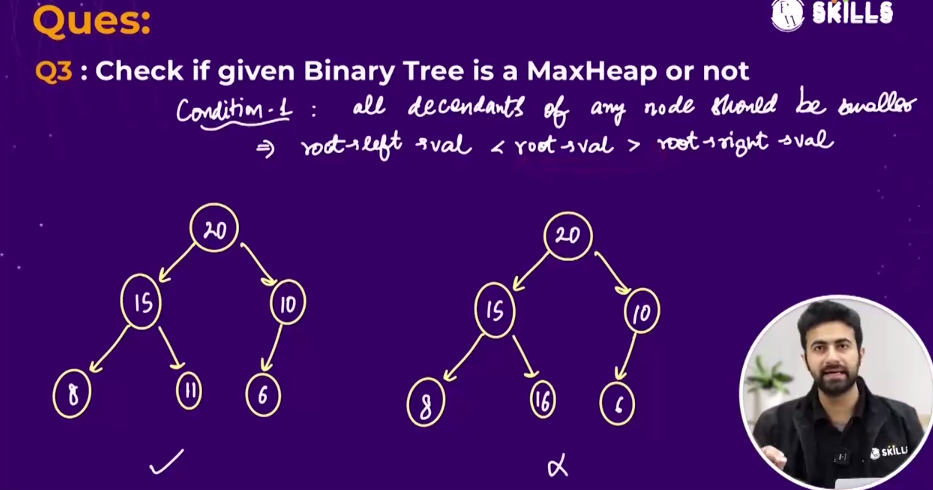 Ques:
SKILLS
Q3 : Check if given Binary Tree is a MaxHeap or not
Condition-1 : all decendants of any node should be smaller
⇒ root→left→val < root→val > root→right→val
20
15
10
8
11
6
20
15
10
8
16
6
SKILLS